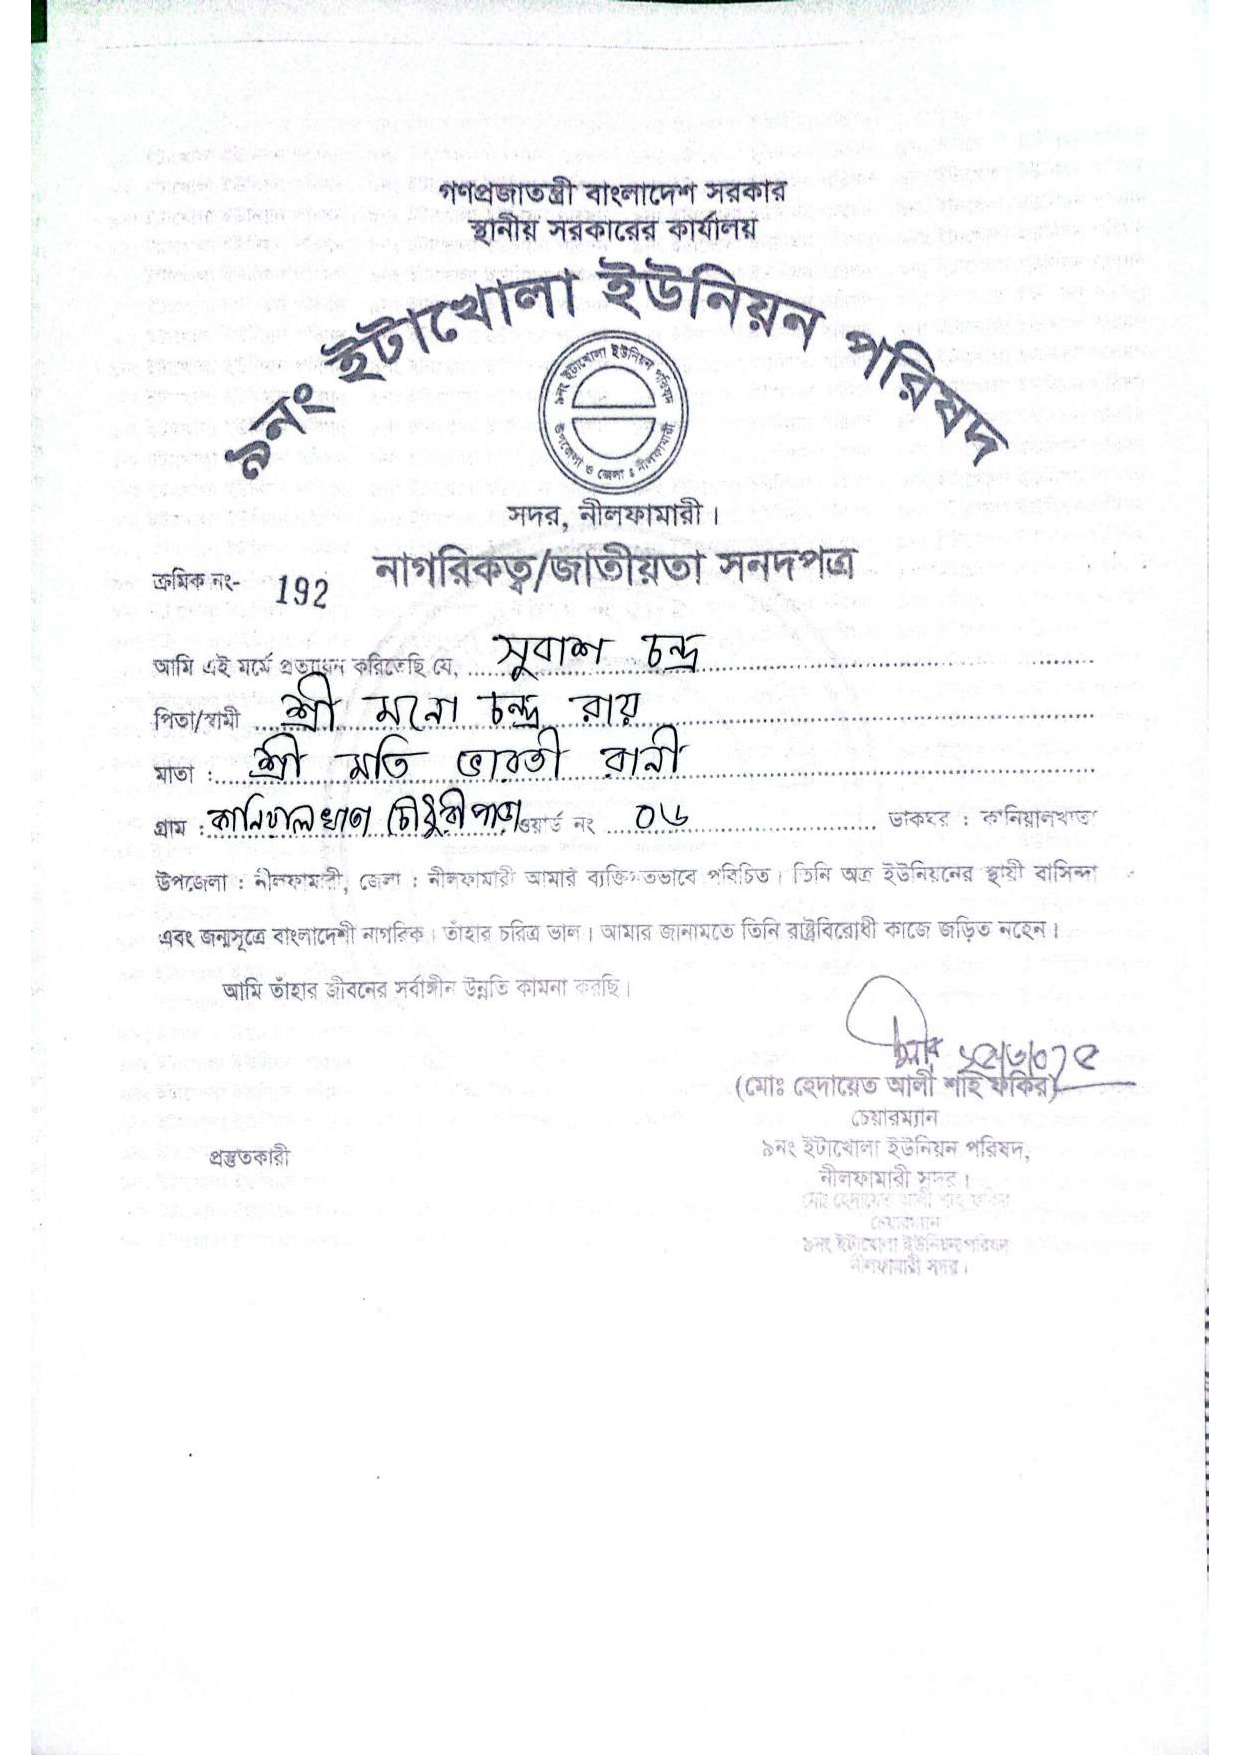 গণপ্রজাতন্ত্রী বাংলাদেশ সরকার
স্থানীয় সরকারের কার্যালয়
৯নং ইটাখোলা ইউনিয়ন পরিষদ
৯নং ইটাখোলা ইউনিয়ন পরিষদ
উপজেলা ও জেলা : নীলফামারী
সদর, নীলফামারী।
নাগরিকত্ব/জাতীয়তা সনদপত্র
ক্রমিক নং- 192
আমি এই মর্মে প্রত্যয়ন করিতেছি যে, সুবাশ চন্দ্র
পিতা/স্বামী শ্রী মনো চন্দ্র রায়
মাতা : শ্রী মতি ভারতী রানী
গ্রাম : কানিয়ালখাতা চৌধুরীপাড়া ওয়ার্ড নং ০৬ ডাকঘর : কানিয়ালখাতা
উপজেলা : নীলফামারী, জেলা : নীলফামারী আমার ব্যক্তিগতভাবে পরিচিত। তিনি অত্র ইউনিয়নের স্থায়ী বাসিন্দা
এবং জন্মসূত্রে বাংলাদেশী নাগরিক। তাঁহার চরিত্র ভাল। আমার জানামতে তিনি রাষ্ট্রবিরোধী কাজে জড়িত নহেন।
আমি তাঁহার জীবনের সর্বাঙ্গীন উন্নতি কামনা করছি।
(মোঃ হেদায়েত আলী শাহ ফকির)
চেয়ারম্যান
৯নং ইটাখোলা ইউনিয়ন পরিষদ,
নীলফামারী সদর।
প্রস্তুতকারী
মোঃ হেদায়েত আলী শাহ ফকির
চেয়ারম্যান
৯নং ইটাখোলা ইউনিয়ন পরিষদ
নীলফামারী সদর।